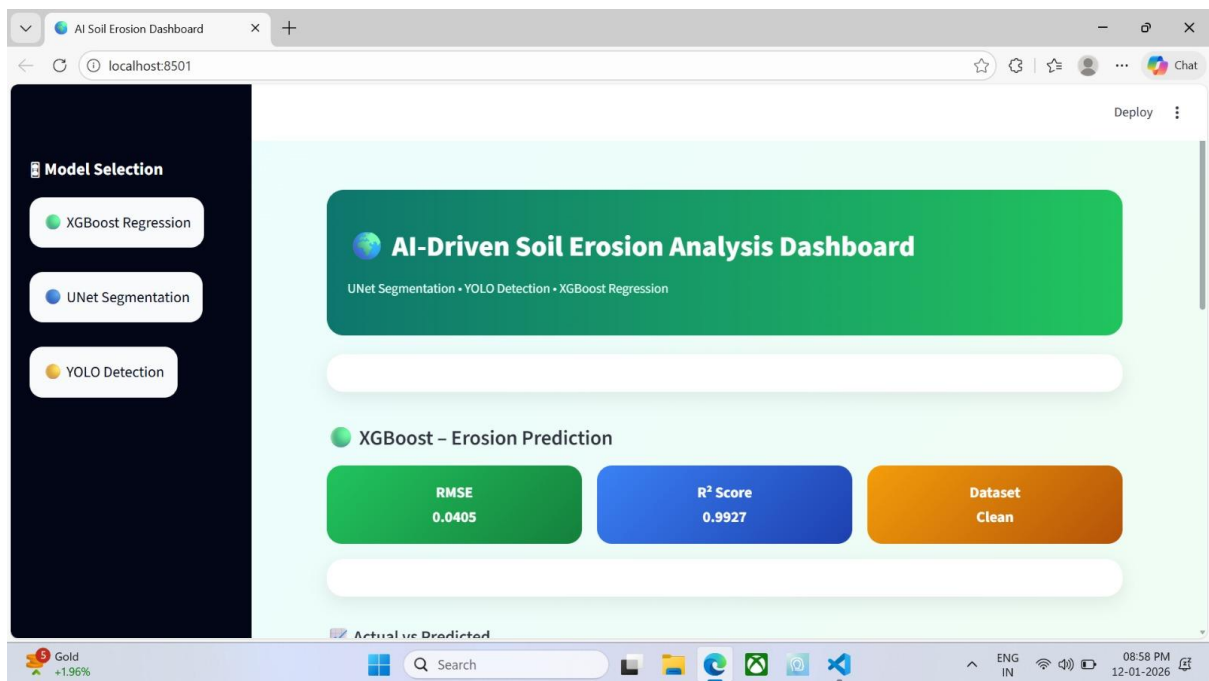 AI Soil Erosion Dashboard
localhost:8501
Chat
Deploy
Model Selection
XGBoost Regression
UNet Segmentation
YOLO Detection
AI-Driven Soil Erosion Analysis Dashboard
UNet Segmentation • YOLO Detection • XGBoost Regression
XGBoost – Erosion Prediction
RMSE
0.0405
R² Score
0.9927
Dataset
Clean
Actual vs Predicted
5
Gold
+1.96%
Search
ENG
IN
08:58 PM
12-01-2026